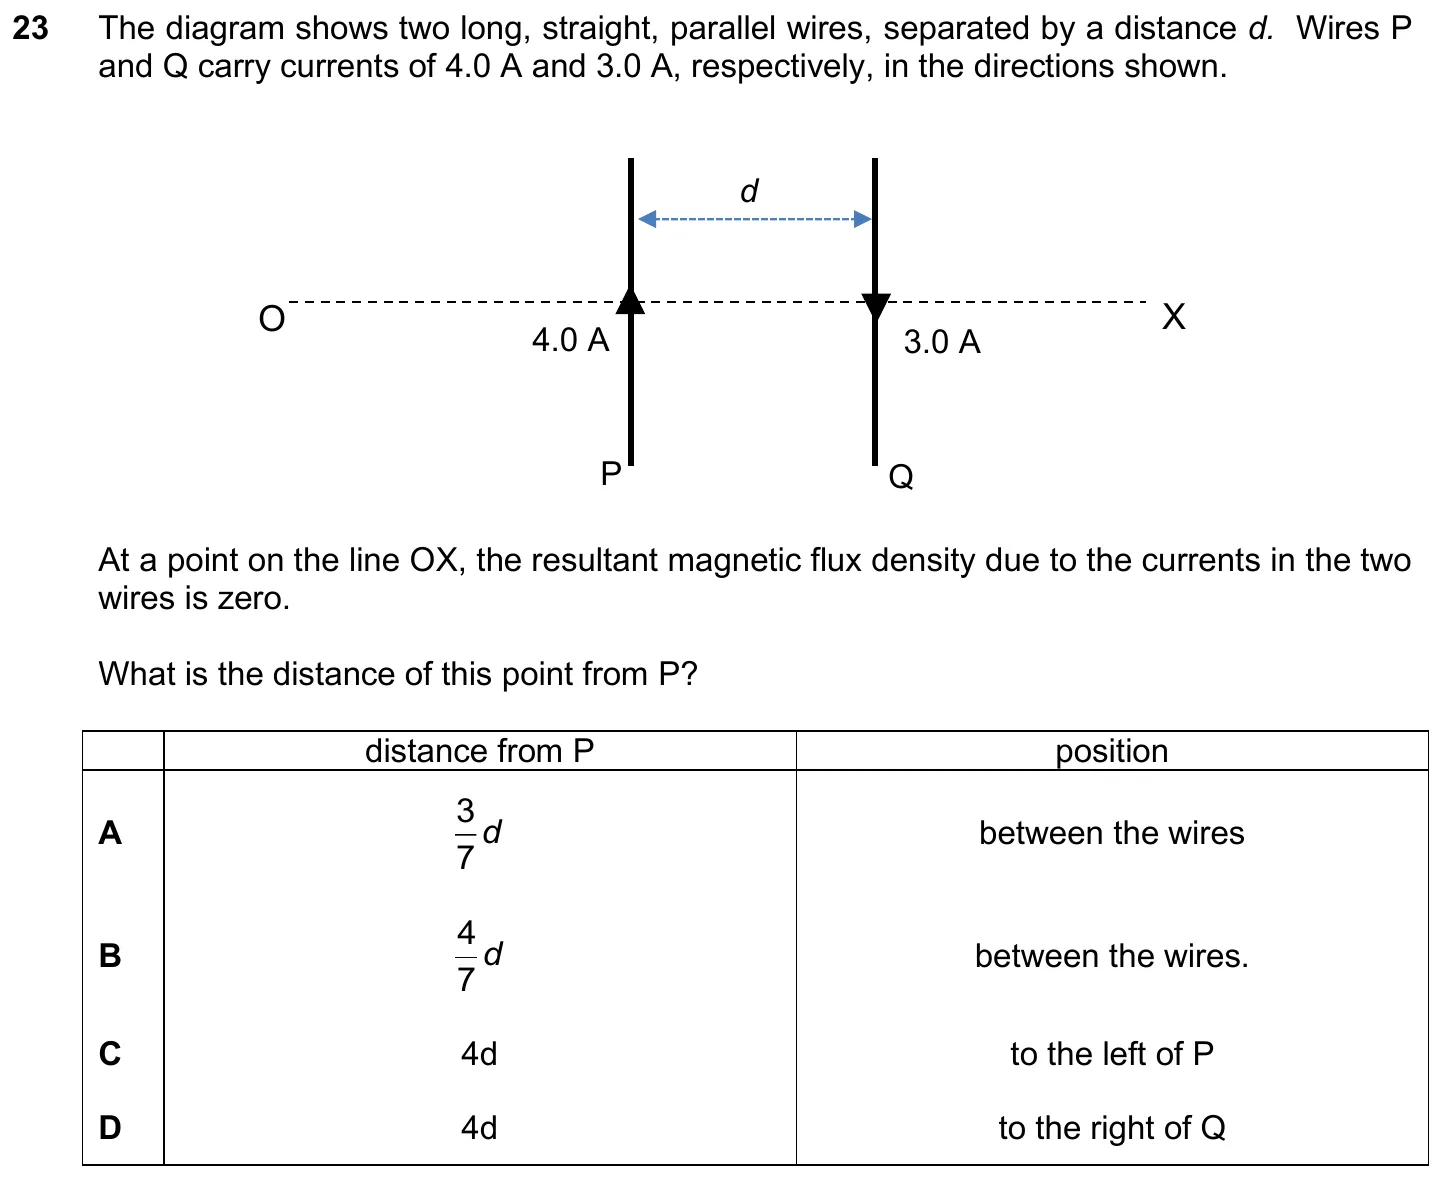 23 The diagram shows two long, straight, parallel wires, separated by a distance d. Wires P
and Q carry currents of 4.0 A and 3.0 A, respectively, in the directions shown.
d
O X
4.0 A 3.0 A
P Q
At a point on the line OX, the resultant magnetic flux density due to the currents in the two
wires is zero.
What is the distance of this point from P?
distance from P position
A 3/7 d between the wires
B 4/7 d between the wires.
C 4d to the left of P
D 4d to the right of Q